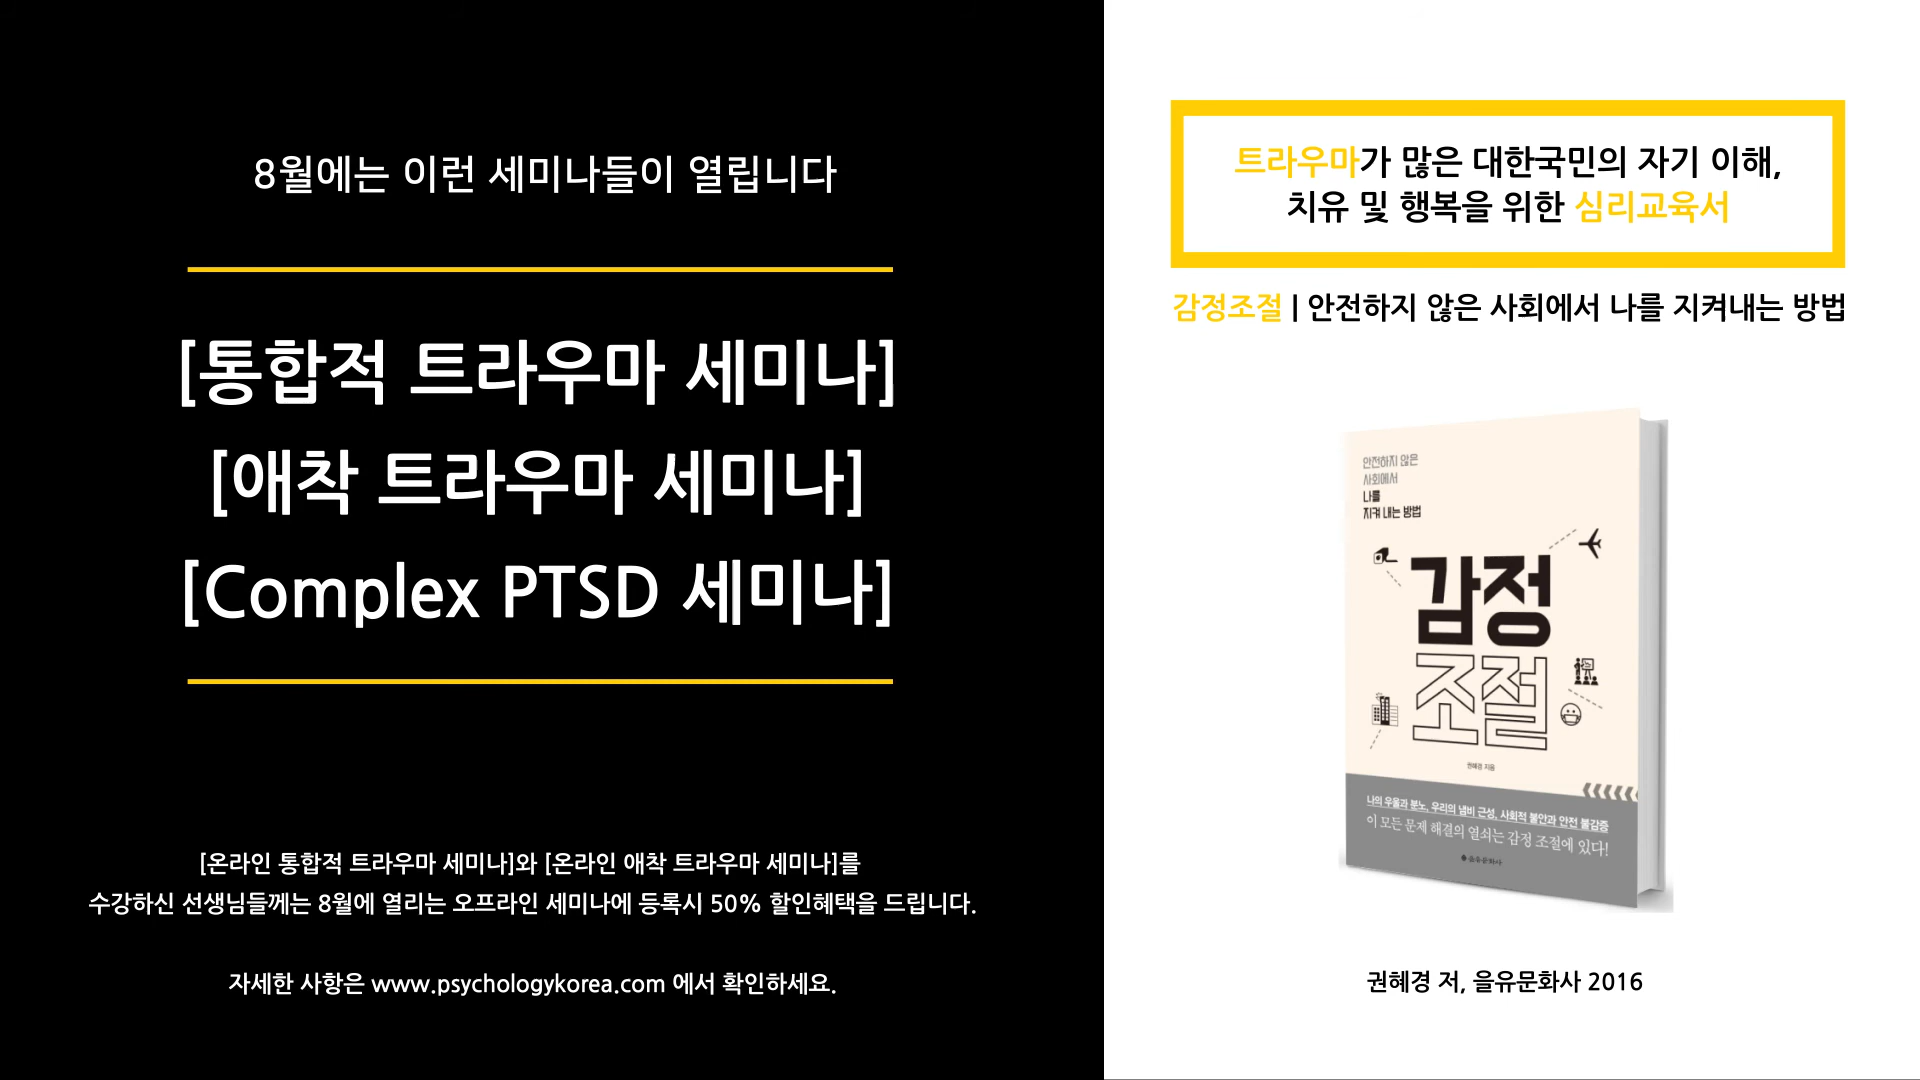 8월에는 이런 세미나들이 열립니다
[통합적 트라우마 세미나]
[애착 트라우마 세미나]
[Complex PTSD 세미나]
[온라인 통합적 트라우마 세미나]와 [온라인 애착 트라우마 세미나]를
수강하신 선생님들께는 8월에 열리는 오프라인 세미나에 등록시 50% 할인혜택을 드립니다.
자세한 사항은 www.psychologykorea.com 에서 확인하세요.
트라우마가 많은 대한국민의 자기 이해,
치유 및 행복을 위한 심리교육서
감정조절 | 안전하지 않은 사회에서 나를 지켜내는 방법
안전하지 않은
사회에서
나를
지켜 내는 방법
감정
조절
권혜경 지음
나의 우울과 분노, 우리의 냄비 근성, 사회적 불안과 안전 불감증
이 모든 문제 해결의 열쇠는 감정 조절에 있다!
을유문화사
권혜경 저, 을유문화사 2016